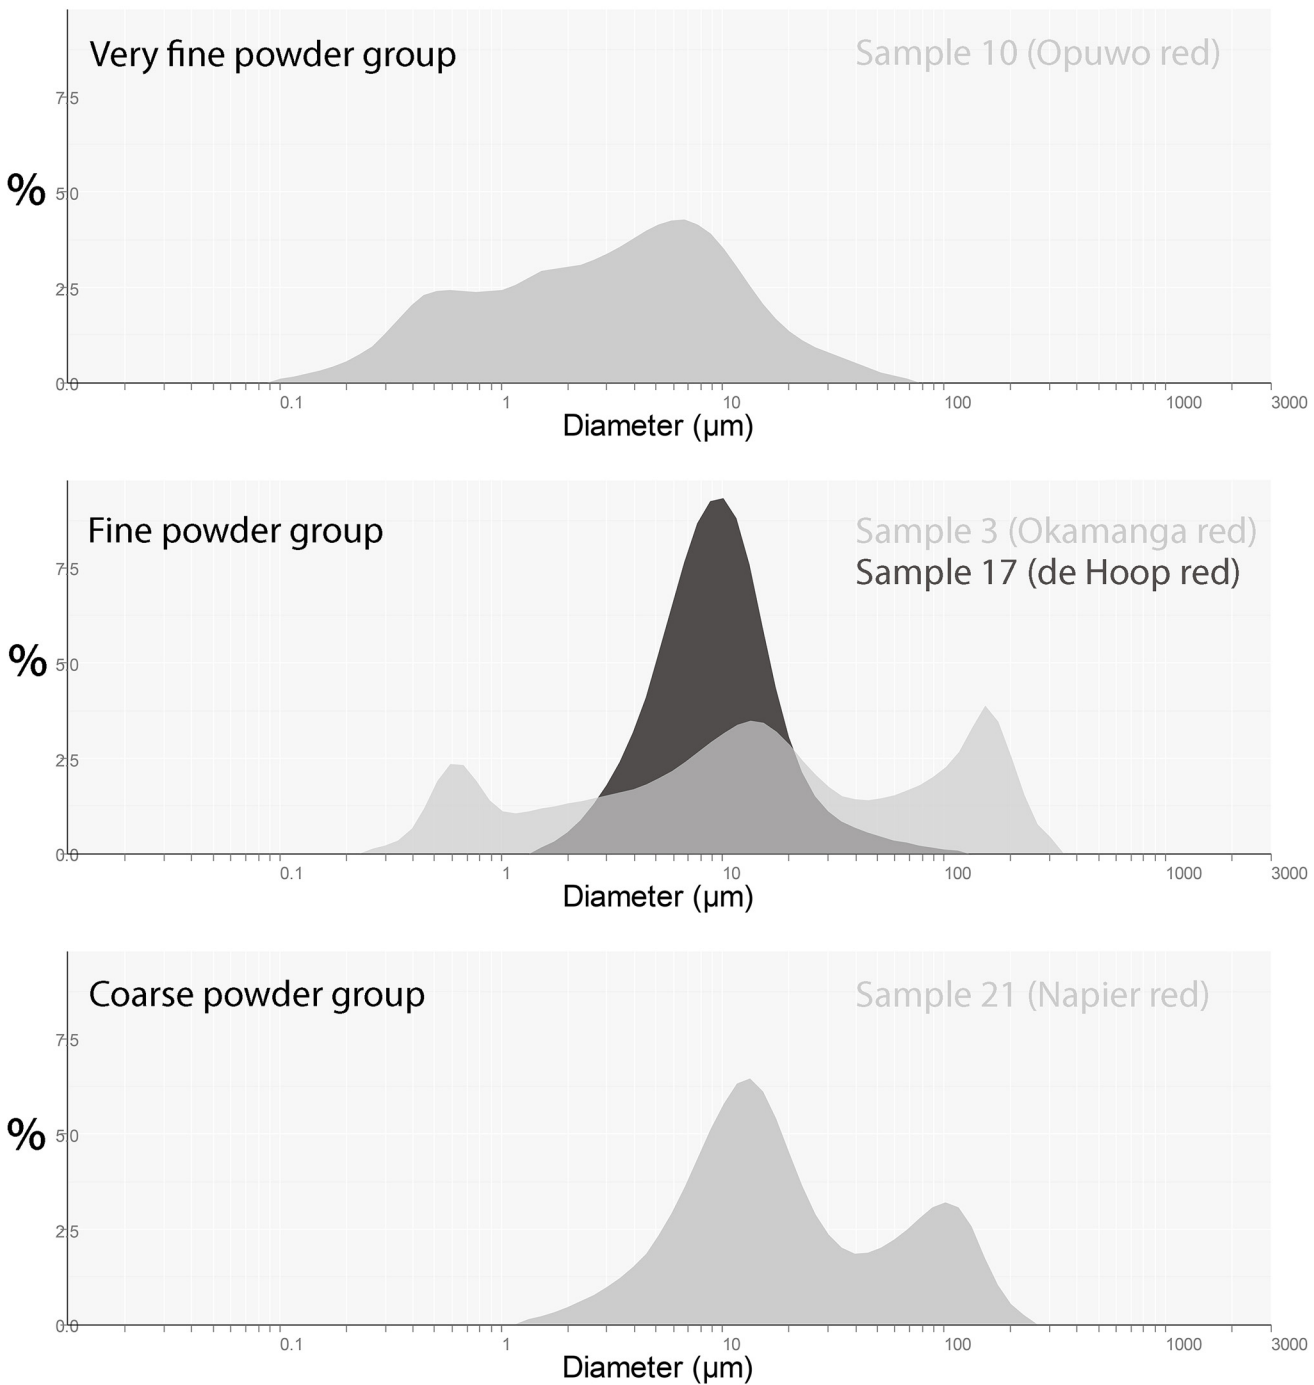 Very fine powder group
Sample 10 (Opuwo red)
7.5
%
5.0
2.5
0.0
0.1 1 10 100 1000 3000
Diameter (µm)
Fine powder group
Sample 3 (Okamanga red)
Sample 17 (de Hoop red)
7.5
%
5.0
2.5
0.0
0.1 1 10 100 1000 3000
Diameter (µm)
Coarse powder group
Sample 21 (Napier red)
7.5
%
5.0
2.5
0.0
0.1 1 10 100 1000 3000
Diameter (µm)